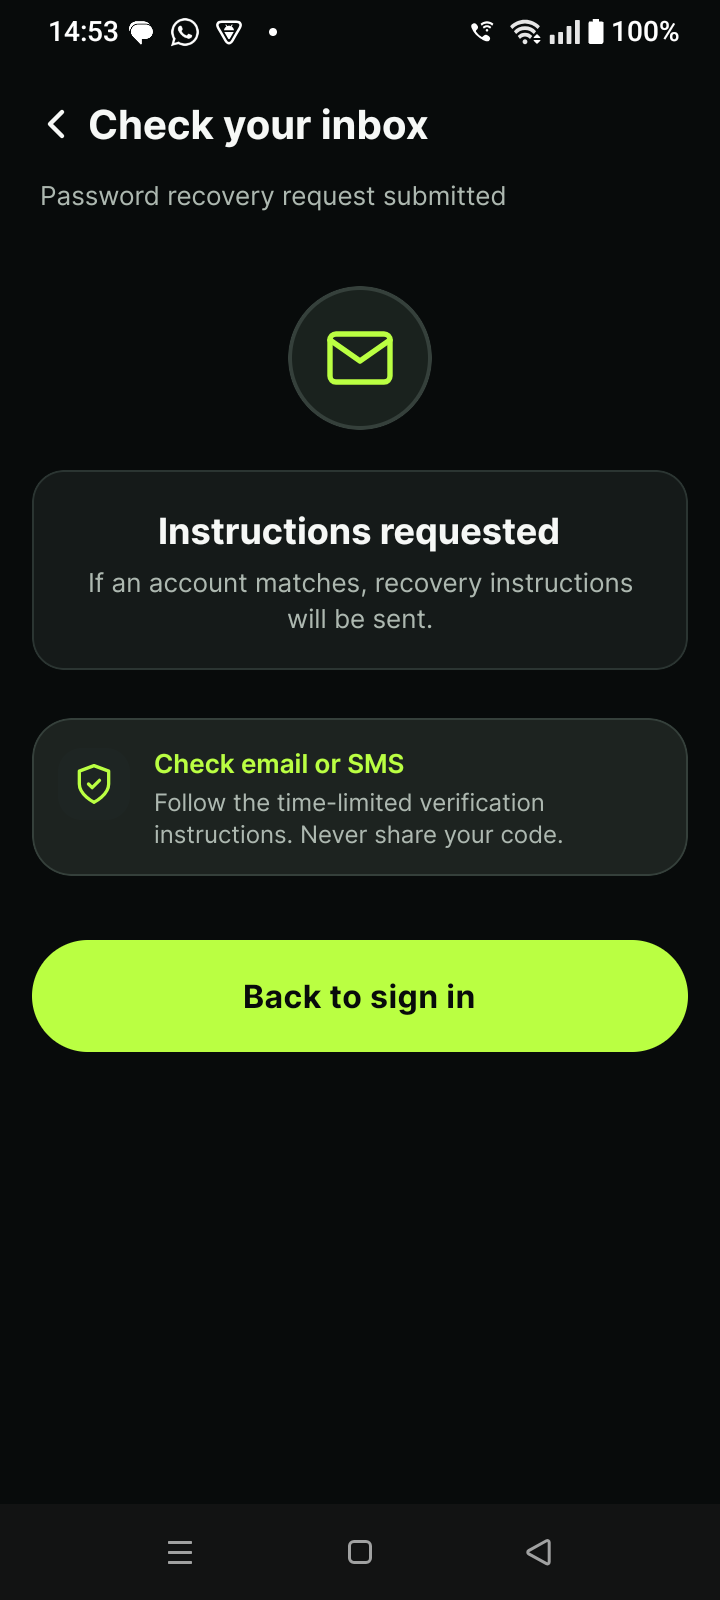 14:53
100%
Check your inbox
Password recovery request submitted
Instructions requested
If an account matches, recovery instructions
will be sent.
Check email or SMS
Follow the time-limited verification
instructions. Never share your code.
Back to sign in